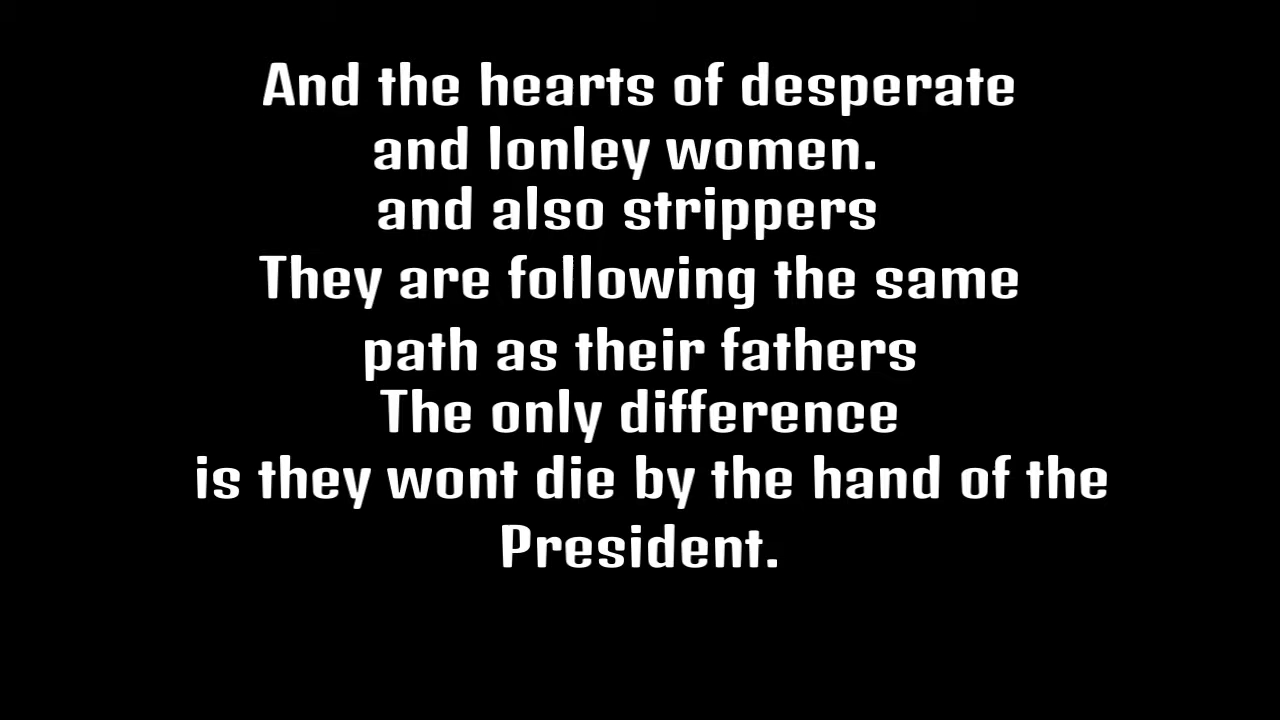 And the hearts of desperate
and lonley women.
and also strippers
They are following the same
path as their fathers
The only difference
is they wont die by the hand of the
President.